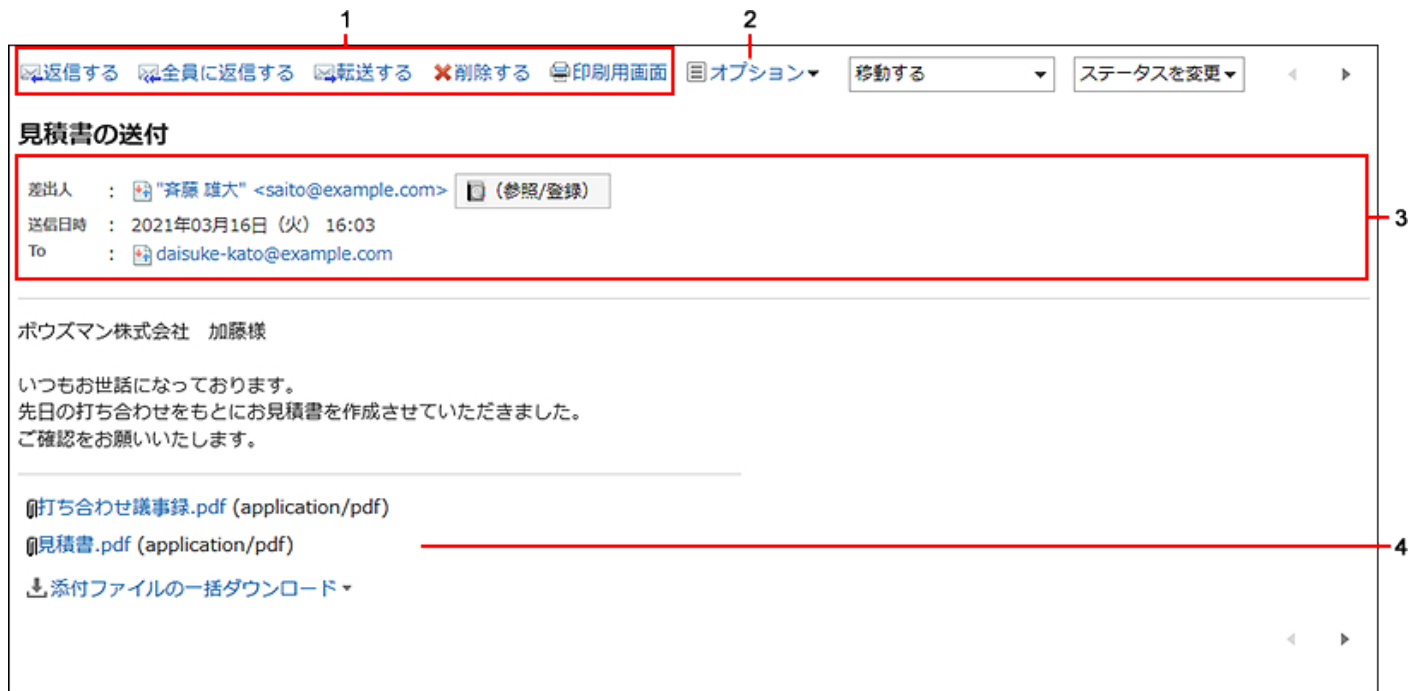 1 2
返信する 全員に返信する 転送する 削除する 印刷用画面 オプション 移動する ステータスを変更
見積書の送付
差出人 : "斉藤 雄大" <saito@example.com> （参照/登録）
送信日時 : 2021年03月16日（火） 16:03
3
To : daisuke-kato@example.com
ボウズマン株式会社　加藤様
いつもお世話になっております。
先日の打ち合わせをもとにお見積書を作成させていただきました。
ご確認をお願いいたします。
打ち合わせ議事録.pdf (application/pdf)
見積書.pdf (application/pdf)
4
添付ファイルの一括ダウンロード